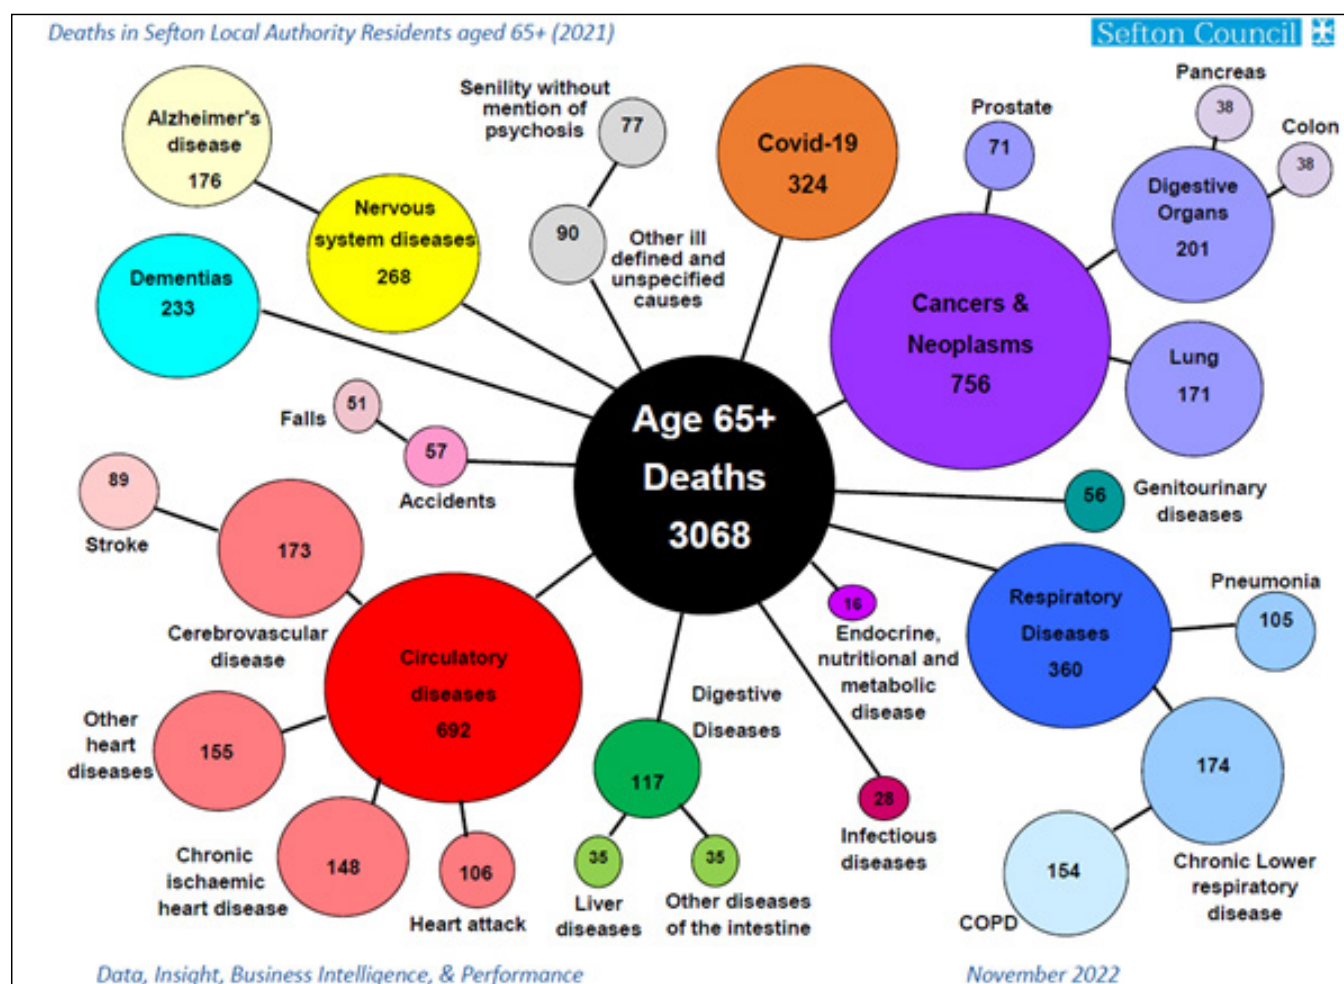 Deaths in Sefton Local Authority Residents aged 65+ (2021)
Sefton Council
Alzheimer's
disease
176
Nervous
system diseases
268
Dementias
233
Senility without
mention of
psychosis
77
90
Other ill
defined and
unspecified
causes
Covid-19
324
Prostate
71
Pancreas
38
Colon
38
Digestive
Organs
201
Cancers &
Neoplasms
756
Lung
171
Age 65+
Deaths
3068
Falls
51
57
Accidents
89
Stroke
173
Cerebrovascular
disease
Circulatory
diseases
692
Other
heart
diseases
155
Chronic
ischaemic
heart disease
148
106
Heart attack
Digestive
Diseases
117
35
Liver
diseases
35
Other diseases
of the intestine
28
Infectious
diseases
16
Endocrine,
nutritional and
metabolic
disease
56
Genitourinary
diseases
Respiratory
Diseases
360
Pneumonia
105
174
Chronic Lower
respiratory
disease
154
COPD
Data, Insight, Business Intelligence, & Performance
November 2022